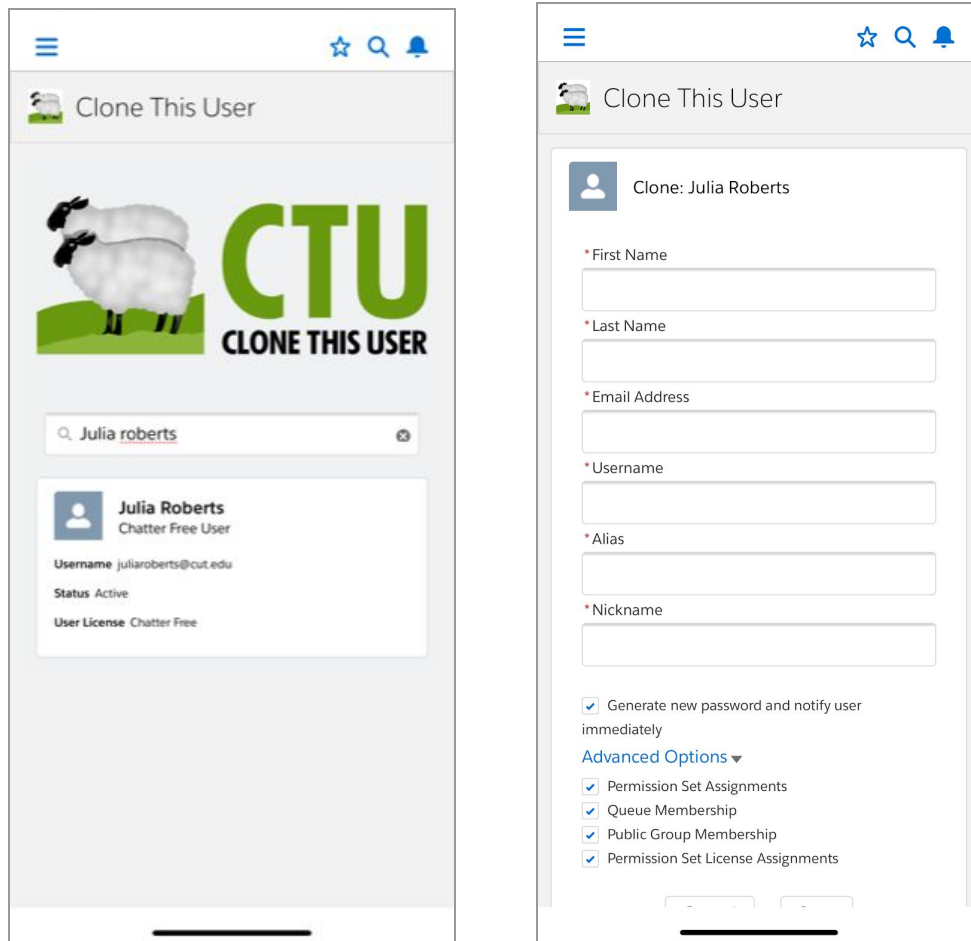 Clone This User
CTU
CLONE THIS USER
Julia roberts
Julia Roberts
Chatter Free User
Username juliaroberts@cut.edu
Status Active
User License Chatter Free
Clone This User
Clone: Julia Roberts
*First Name
*Last Name
*Email Address
*Username
*Alias
*Nickname
Generate new password and notify user
immediately
Advanced Options
Permission Set Assignments
Queue Membership
Public Group Membership
Permission Set License Assignments